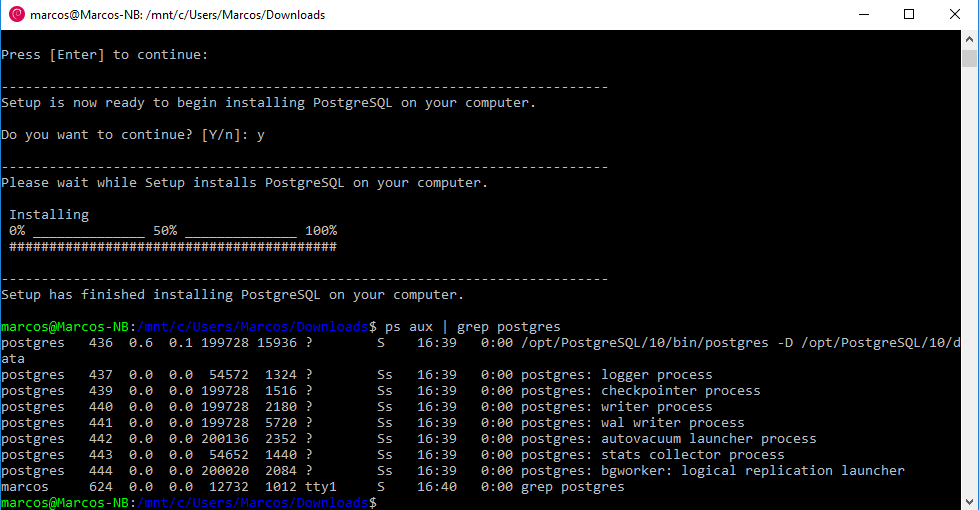 marcos@Marcos-NB: /mnt/c/Users/Marcos/Downloads
Press [Enter] to continue:
----------------------------------------------------------------------------
Setup is now ready to begin installing PostgreSQL on your computer.
Do you want to continue? [Y/n]: y
----------------------------------------------------------------------------
Please wait while Setup installs PostgreSQL on your computer.
 Installing
 0% ______________ 50% ______________ 100%
 #########################################
----------------------------------------------------------------------------
Setup has finished installing PostgreSQL on your computer.
marcos@Marcos-NB:/mnt/c/Users/Marcos/Downloads$ ps aux | grep postgres
postgres   436  0.6  0.1 199728 15936 ?        S    16:39   0:00 /opt/PostgreSQL/10/bin/postgres -D /opt/PostgreSQL/10/d
ata
postgres   437  0.0  0.0  54572  1324 ?        Ss   16:39   0:00 postgres: logger process
postgres   439  0.0  0.0 199728  1516 ?        Ss   16:39   0:00 postgres: checkpointer process
postgres   440  0.0  0.0 199728  2180 ?        Ss   16:39   0:00 postgres: writer process
postgres   441  0.0  0.0 199728  5720 ?        Ss   16:39   0:00 postgres: wal writer process
postgres   442  0.0  0.0 200136  2352 ?        Ss   16:39   0:00 postgres: autovacuum launcher process
postgres   443  0.0  0.0  54652  1440 ?        Ss   16:39   0:00 postgres: stats collector process
postgres   444  0.0  0.0 200020  2084 ?        Ss   16:39   0:00 postgres: bgworker: logical replication launcher
marcos     624  0.0  0.0  12732  1012 tty1     S    16:40   0:00 grep postgres
marcos@Marcos-NB:/mnt/c/Users/Marcos/Downloads$